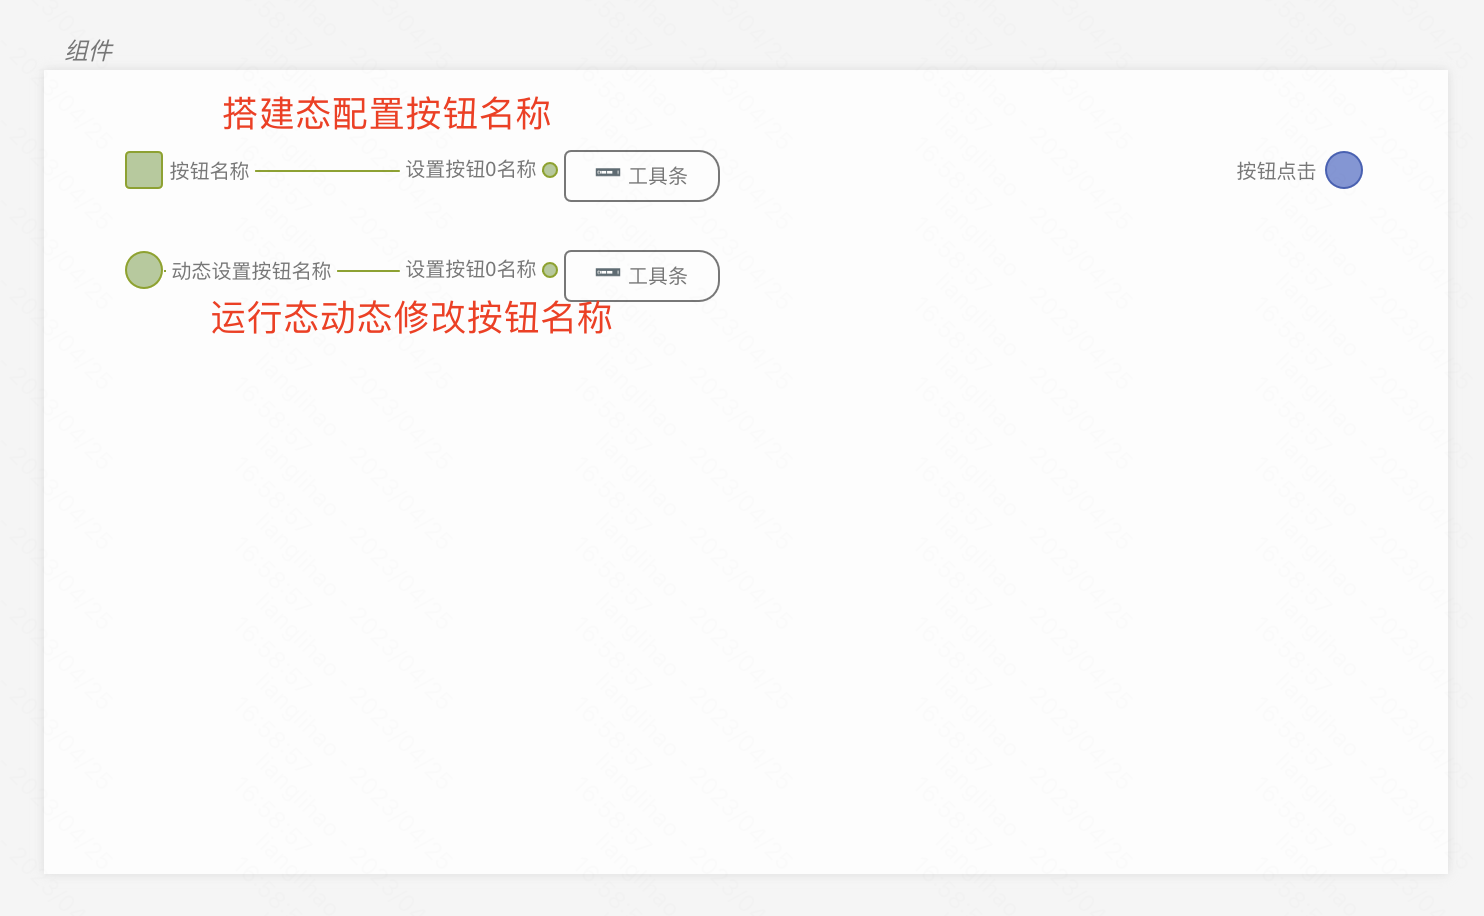 组件
搭建态配置按钮名称
按钮名称 设置按钮0名称 工具条 按钮点击
动态设置按钮名称 设置按钮0名称 工具条
运行态动态修改按钮名称